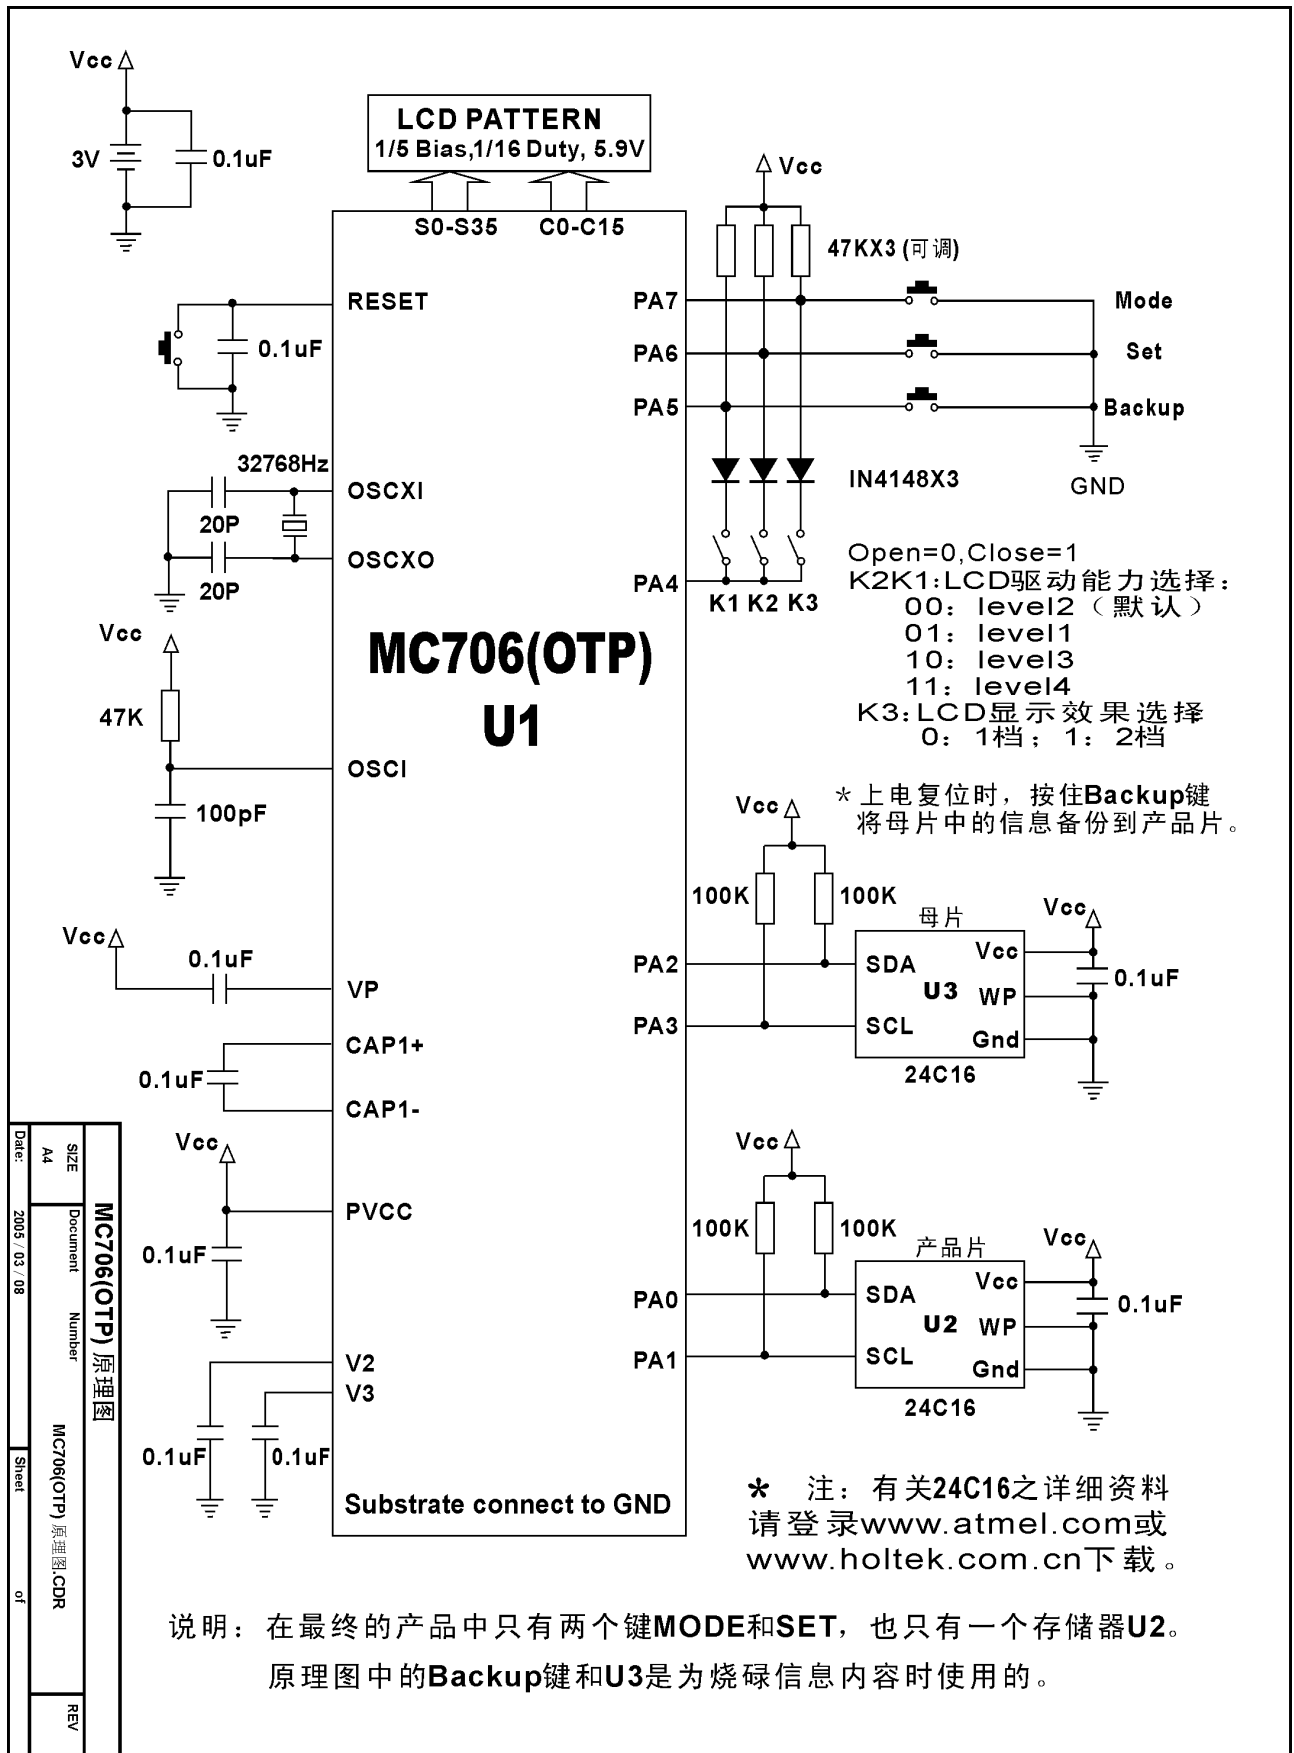 Vcc
3V
0.1uF
LCD PATTERN
1/5 Bias,1/16 Duty, 5.9V
S0-S35
C0-C15
Vcc
47KX3 (可调)
RESET
0.1uF
PA7
Mode
PA6
Set
PA5
Backup
GND
32768Hz
OSCXI
20P
OSCXO
20P
IN4148X3
PA4
K1 K2 K3
Open=0,Close=1
K2K1:LCD驱动能力选择:
00: level2（默认）
01: level1
10: level3
11: level4
K3:LCD显示效果选择
0: 1档; 1: 2档
MC706(OTP)
U1
Vcc
47K
OSCI
100pF
*上电复位时，按住Backup键
将母片中的信息备份到产品片。
Vcc
100K
100K
母片
Vcc
PA2
SDA
Vcc
U3
WP
0.1uF
PA3
SCL
Gnd
24C16
Vcc
0.1uF
VP
CAP1+
0.1uF
CAP1-
Vcc
PVCC
0.1uF
Vcc
100K
100K
产品片
Vcc
PA0
SDA
Vcc
U2
WP
0.1uF
PA1
SCL
Gnd
24C16
V2
V3
0.1uF
0.1uF
Substrate connect to GND
* 注：有关24C16之详细资料
请登录www.atmel.com或
www.holtek.com.cn下载。
说明：在最终的产品中只有两个键MODE和SET，也只有一个存储器U2。
原理图中的Backup键和U3是为烧碌信息内容时使用的。
MC706(OTP) 原理图
SIZE
A4
Document Number
MC706(OTP) 原理图.CDR
REV
Date: 2005 / 03 / 08
Sheet of